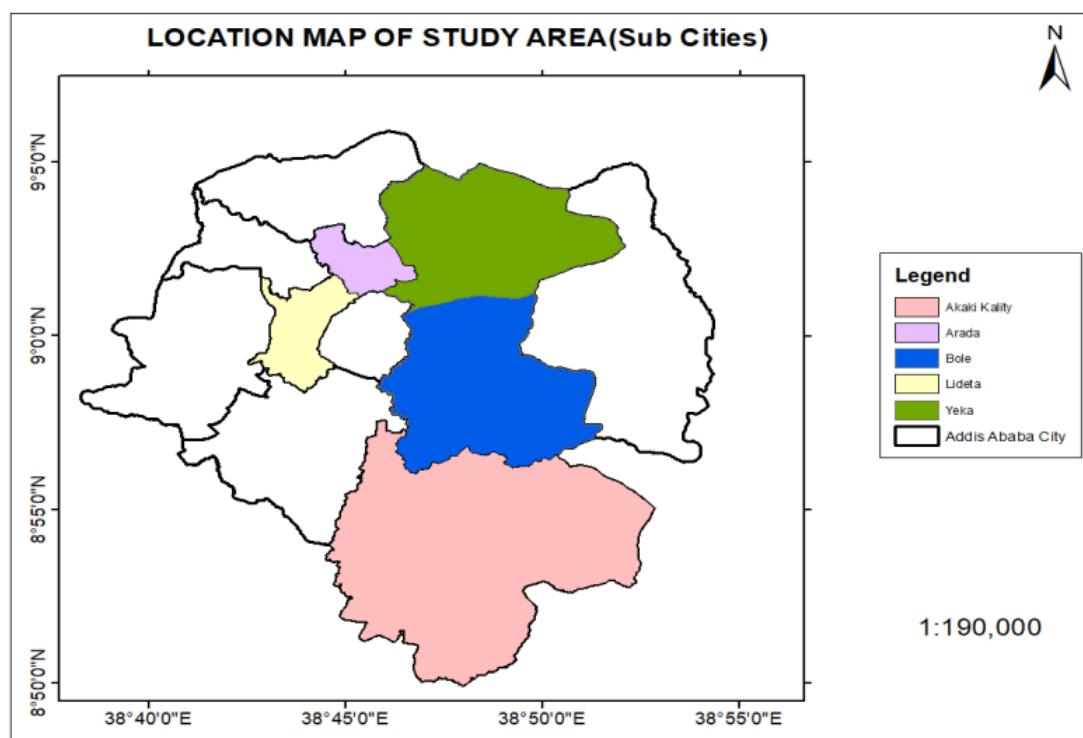 LOCATION MAP OF STUDY AREA(Sub Cities)
N
9°5'0"N
9°0'0"N
8°55'0"N
8°50'0"N
38°40'0"E
38°45'0"E
38°50'0"E
38°55'0"E
Legend
Akaki Kality
Arada
Bole
Lideta
Yeka
Addis Ababa City
1:190,000